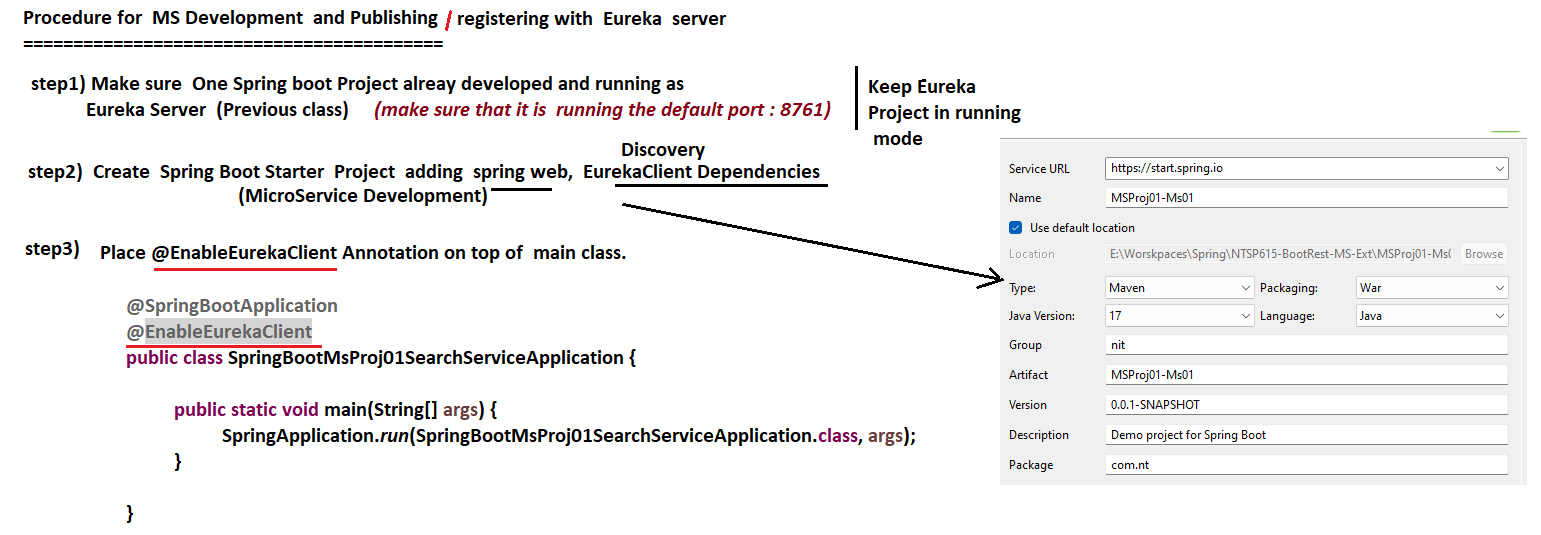 Procedure for MS Development and Publishing / registering with Eureka server
==========================================
step1) Make sure One Spring boot Project alreay developed and running as
Eureka Server (Previous class) (make sure that it is running the default port : 8761)
Keep Eureka
Project in running
mode
Discovery
step2) Create Spring Boot Starter Project adding spring web, EurekaClient Dependencies
(MicroService Development)
step3) Place @EnableEurekaClient Annotation on top of main class.
@SpringBootApplication
@EnableEurekaClient
public class SpringBootMsProj01SearchServiceApplication {
public static void main(String[] args) {
SpringApplication.run(SpringBootMsProj01SearchServiceApplication.class, args);
}
}
Service URL https://start.spring.io
Name MSProj01-Ms01
Use default location
Location E:\Worskpaces\Spring\NTSP615-BootRest-MS-Ext\MSProj01-Ms0 Browse
Type: Maven Packaging: War
Java Version: 17 Language: Java
Group nit
Artifact MSProj01-Ms01
Version 0.0.1-SNAPSHOT
Description Demo project for Spring Boot
Package com.nt